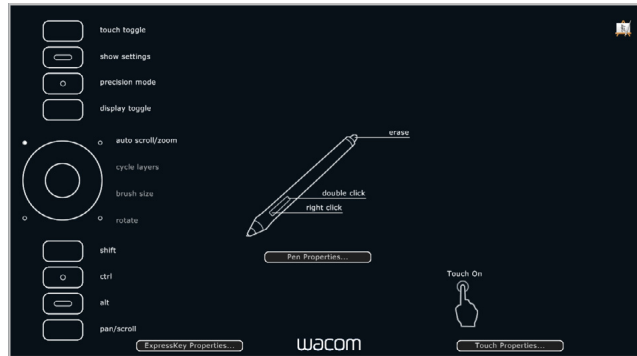 touch toggle
show settings
precision mode
display toggle
auto scroll/zoom
cycle layers
brush size
rotate
erase
double click
right click
shift
ctrl
alt
pan/scroll
Pen Properties...
Touch On
ExpressKey Properties...
wacom
Touch Properties...